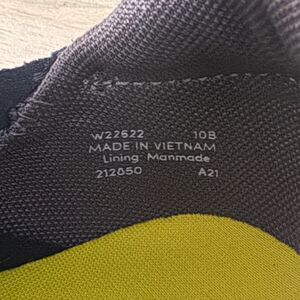 W22622 10B
MADE IN VIETNAM
Lining: Manmade
212850 A21